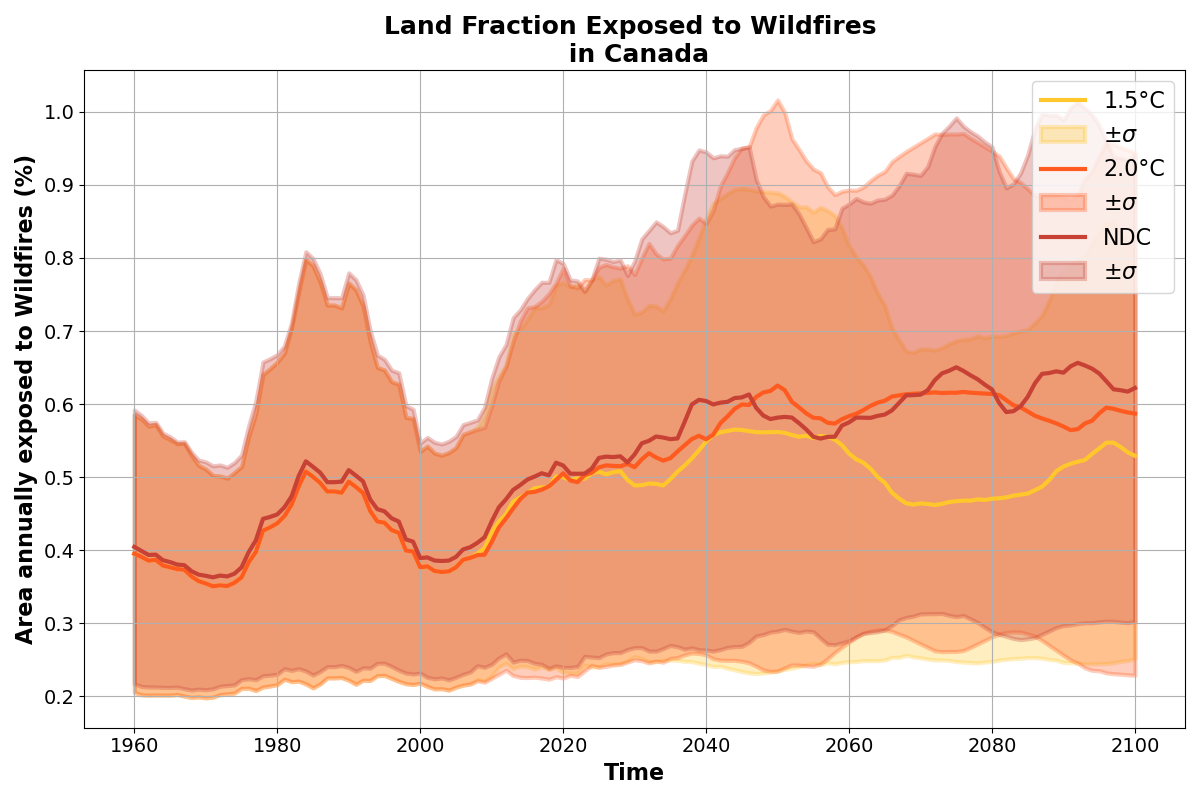 Land Fraction Exposed to Wildfires
in Canada
Area annually exposed to Wildfires (%)
1.0
0.9
0.8
0.7
0.6
0.5
0.4
0.3
0.2
1.5°C
±σ
2.0°C
±σ
NDC
±σ
1960 1980 2000 2020 2040 2060 2080 2100
Time